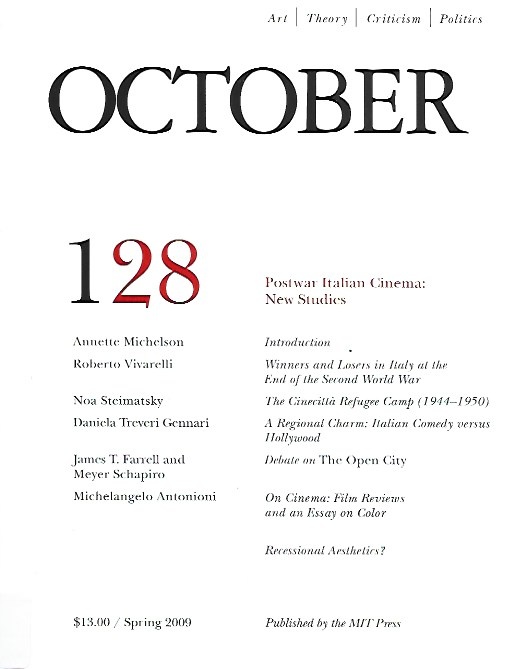 Art | Theory | Criticism | Politics
OCTOBER
128
Postwar Italian Cinema:
New Studies
Annette Michelson
Introduction
Roberto Vivarelli
Winners and Losers in Italy at the
End of the Second World War
Noa Steimatsky
The Cinecittà Refugee Camp (1944–1950)
Daniela Treveri Gennari
A Regional Charm: Italian Comedy versus
Hollywood
James T. Farrell and
Meyer Schapiro
Debate on The Open City
Michelangelo Antonioni
On Cinema: Film Reviews
and an Essay on Color
Recessional Aesthetics?
$13.00 / Spring 2009
Published by the MIT Press